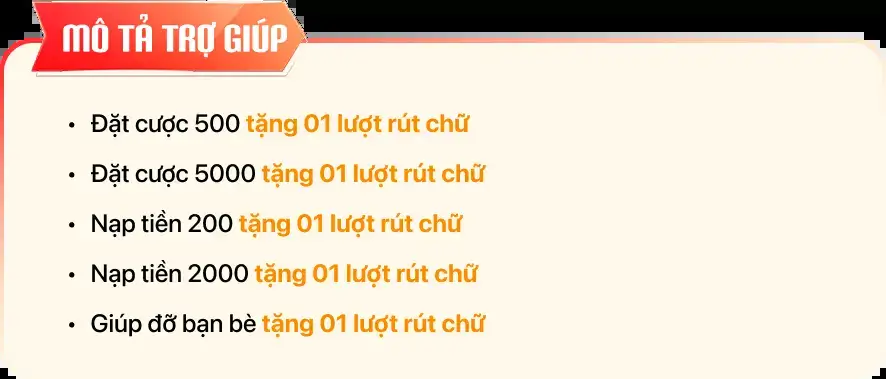 MÔ TẢ TRỢ GIÚP
• Đặt cược 500 tặng 01 lượt rút chữ
• Đặt cược 5000 tặng 01 lượt rút chữ
• Nạp tiền 200 tặng 01 lượt rút chữ
• Nạp tiền 2000 tặng 01 lượt rút chữ
• Giúp đỡ bạn bè tặng 01 lượt rút chữ